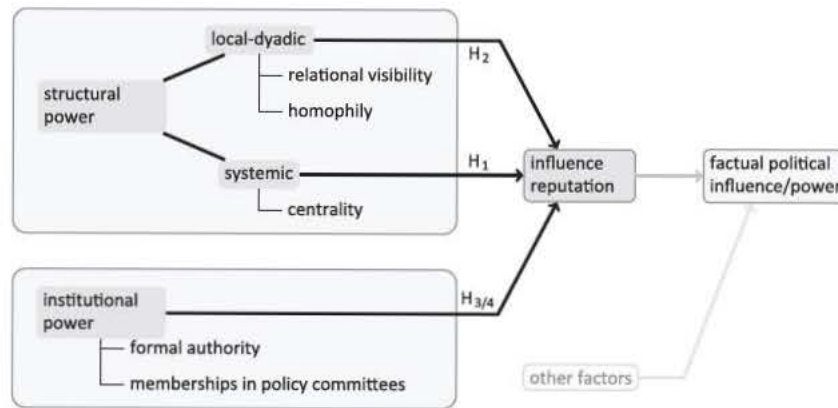 local-dyadic
H2
relational visibility
homophily
structural
power
systemic
H1
centrality
influence
reputation
factual political
influence/power
institutional
power
H3/4
formal authority
memberships in policy committees
other factors